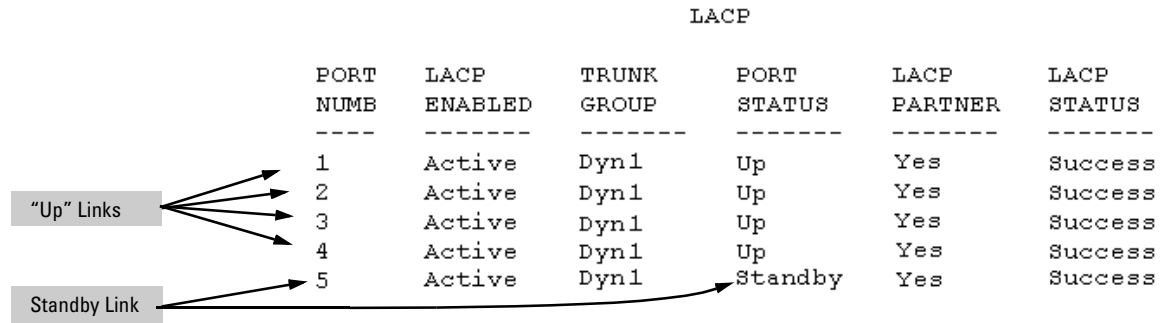 LACP
PORT LACP TRUNK PORT LACP LACP
NUMB ENABLED GROUP STATUS PARTNER STATUS
---- ------- ------- ------- ------- -------
1 Active Dyn1 Up Yes Success
2 Active Dyn1 Up Yes Success
3 Active Dyn1 Up Yes Success
4 Active Dyn1 Up Yes Success
5 Active Dyn1 Standby Yes Success
“Up” Links
Standby Link